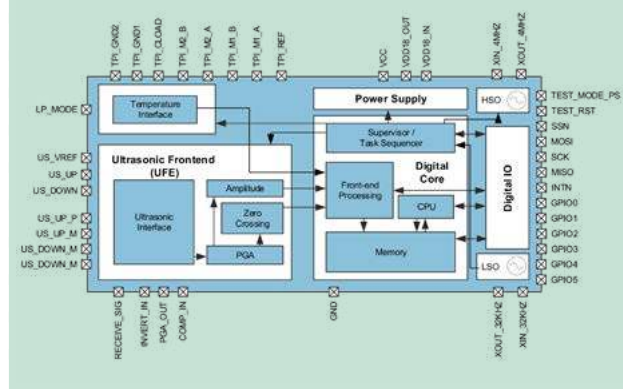 TPI_GND2
TPI_GND1
TPI_CLOAD
TPI_M2_B
TPI_M2_A
TPI_M1_B
TPI_M1_A
TPI_REF
VCC
VDD18_OUT
VDD18_IN
XIN_4MHZ
XOUT_4MHZ
LP_MODE
US_VREF
US_UP
US_DOWN
US_UP_P
US_UP_M
US_DOWN_M
US_DOWN_M
Temperature
Interface
Ultrasonic Frontend
(UFE)
Ultrasonic
Interface
Amplitude
Zero
Crossing
PGA
Power Supply
Supervisor /
Task Sequencer
Digital
Core
Front-end
Processing
CPU
Memory
HSO
Digital IO
LSO
TEST_MODE_PS
TEST_RST
SSN
MOSI
SCK
MISO
INTN
GPIO0
GPIO1
GPIO2
GPIO3
GPIO4
GPIO5
RECEIVE_SIG
INVERT_IN
PGA_OUT
COMP_IN
GND
XOUT_32KHZ
XIN_32KHZ